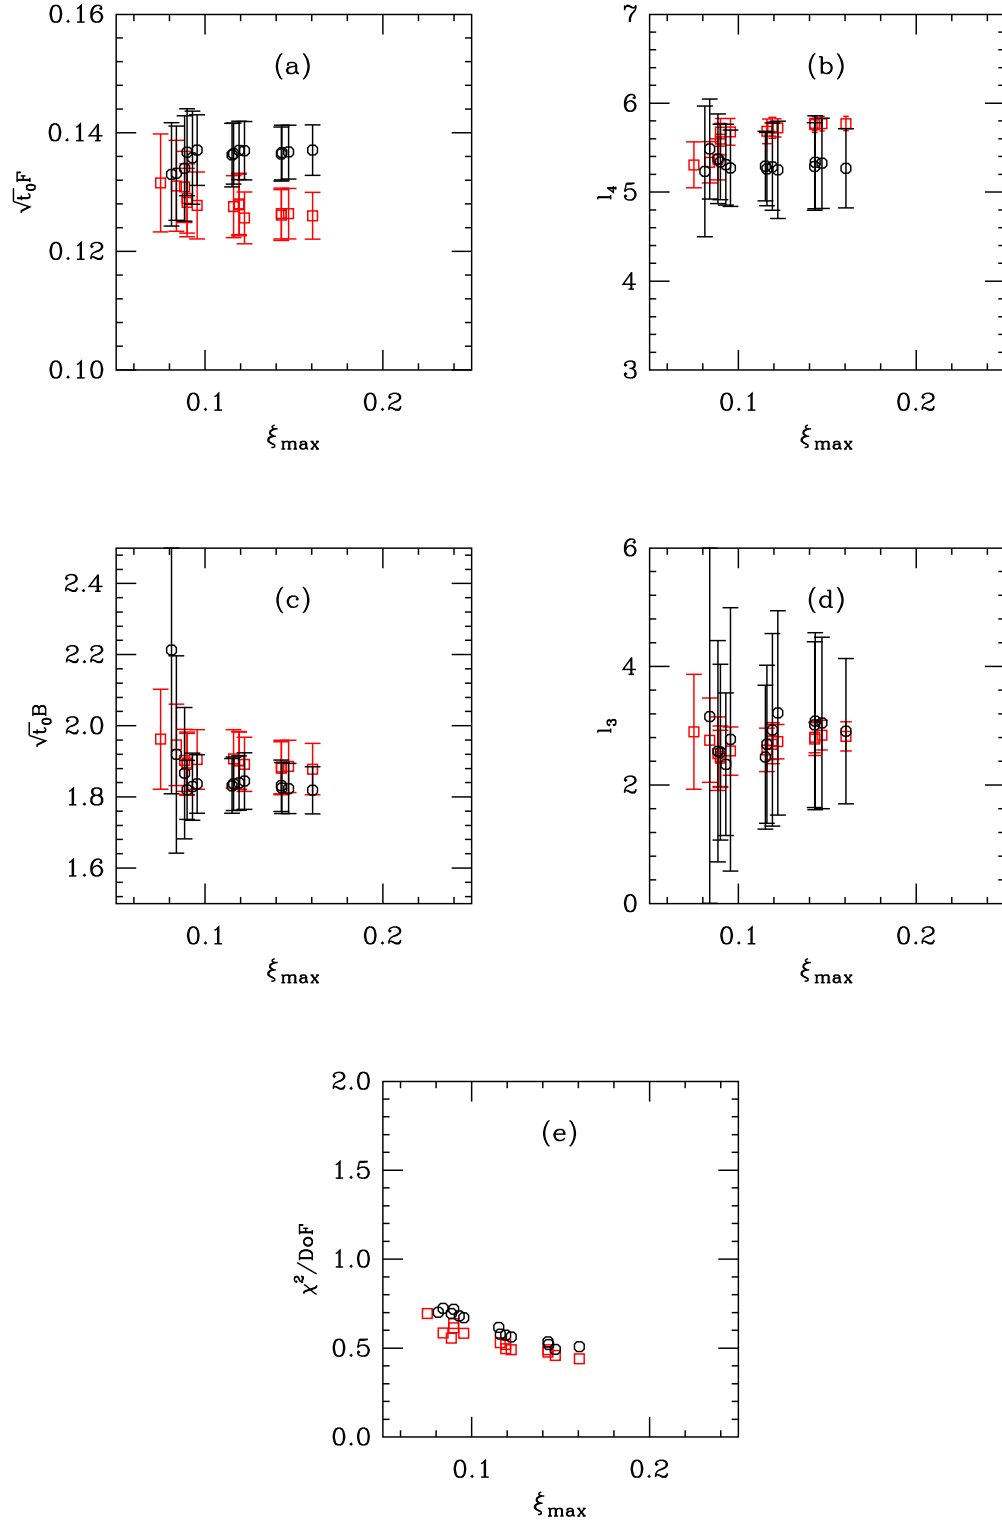 0.16
0.14
0.12
0.10
√t₀F
(a)
0.1
0.2
ξmax
7
6
5
4
3
l₄
(b)
0.1
0.2
ξmax
2.4
2.2
2.0
1.8
1.6
√t₀B
(c)
0.1
0.2
ξmax
6
4
2
0
l₃
(d)
0.1
0.2
ξmax
2.0
1.5
1.0
0.5
0.0
χ²/DoF
(e)
0.1
0.2
ξmax